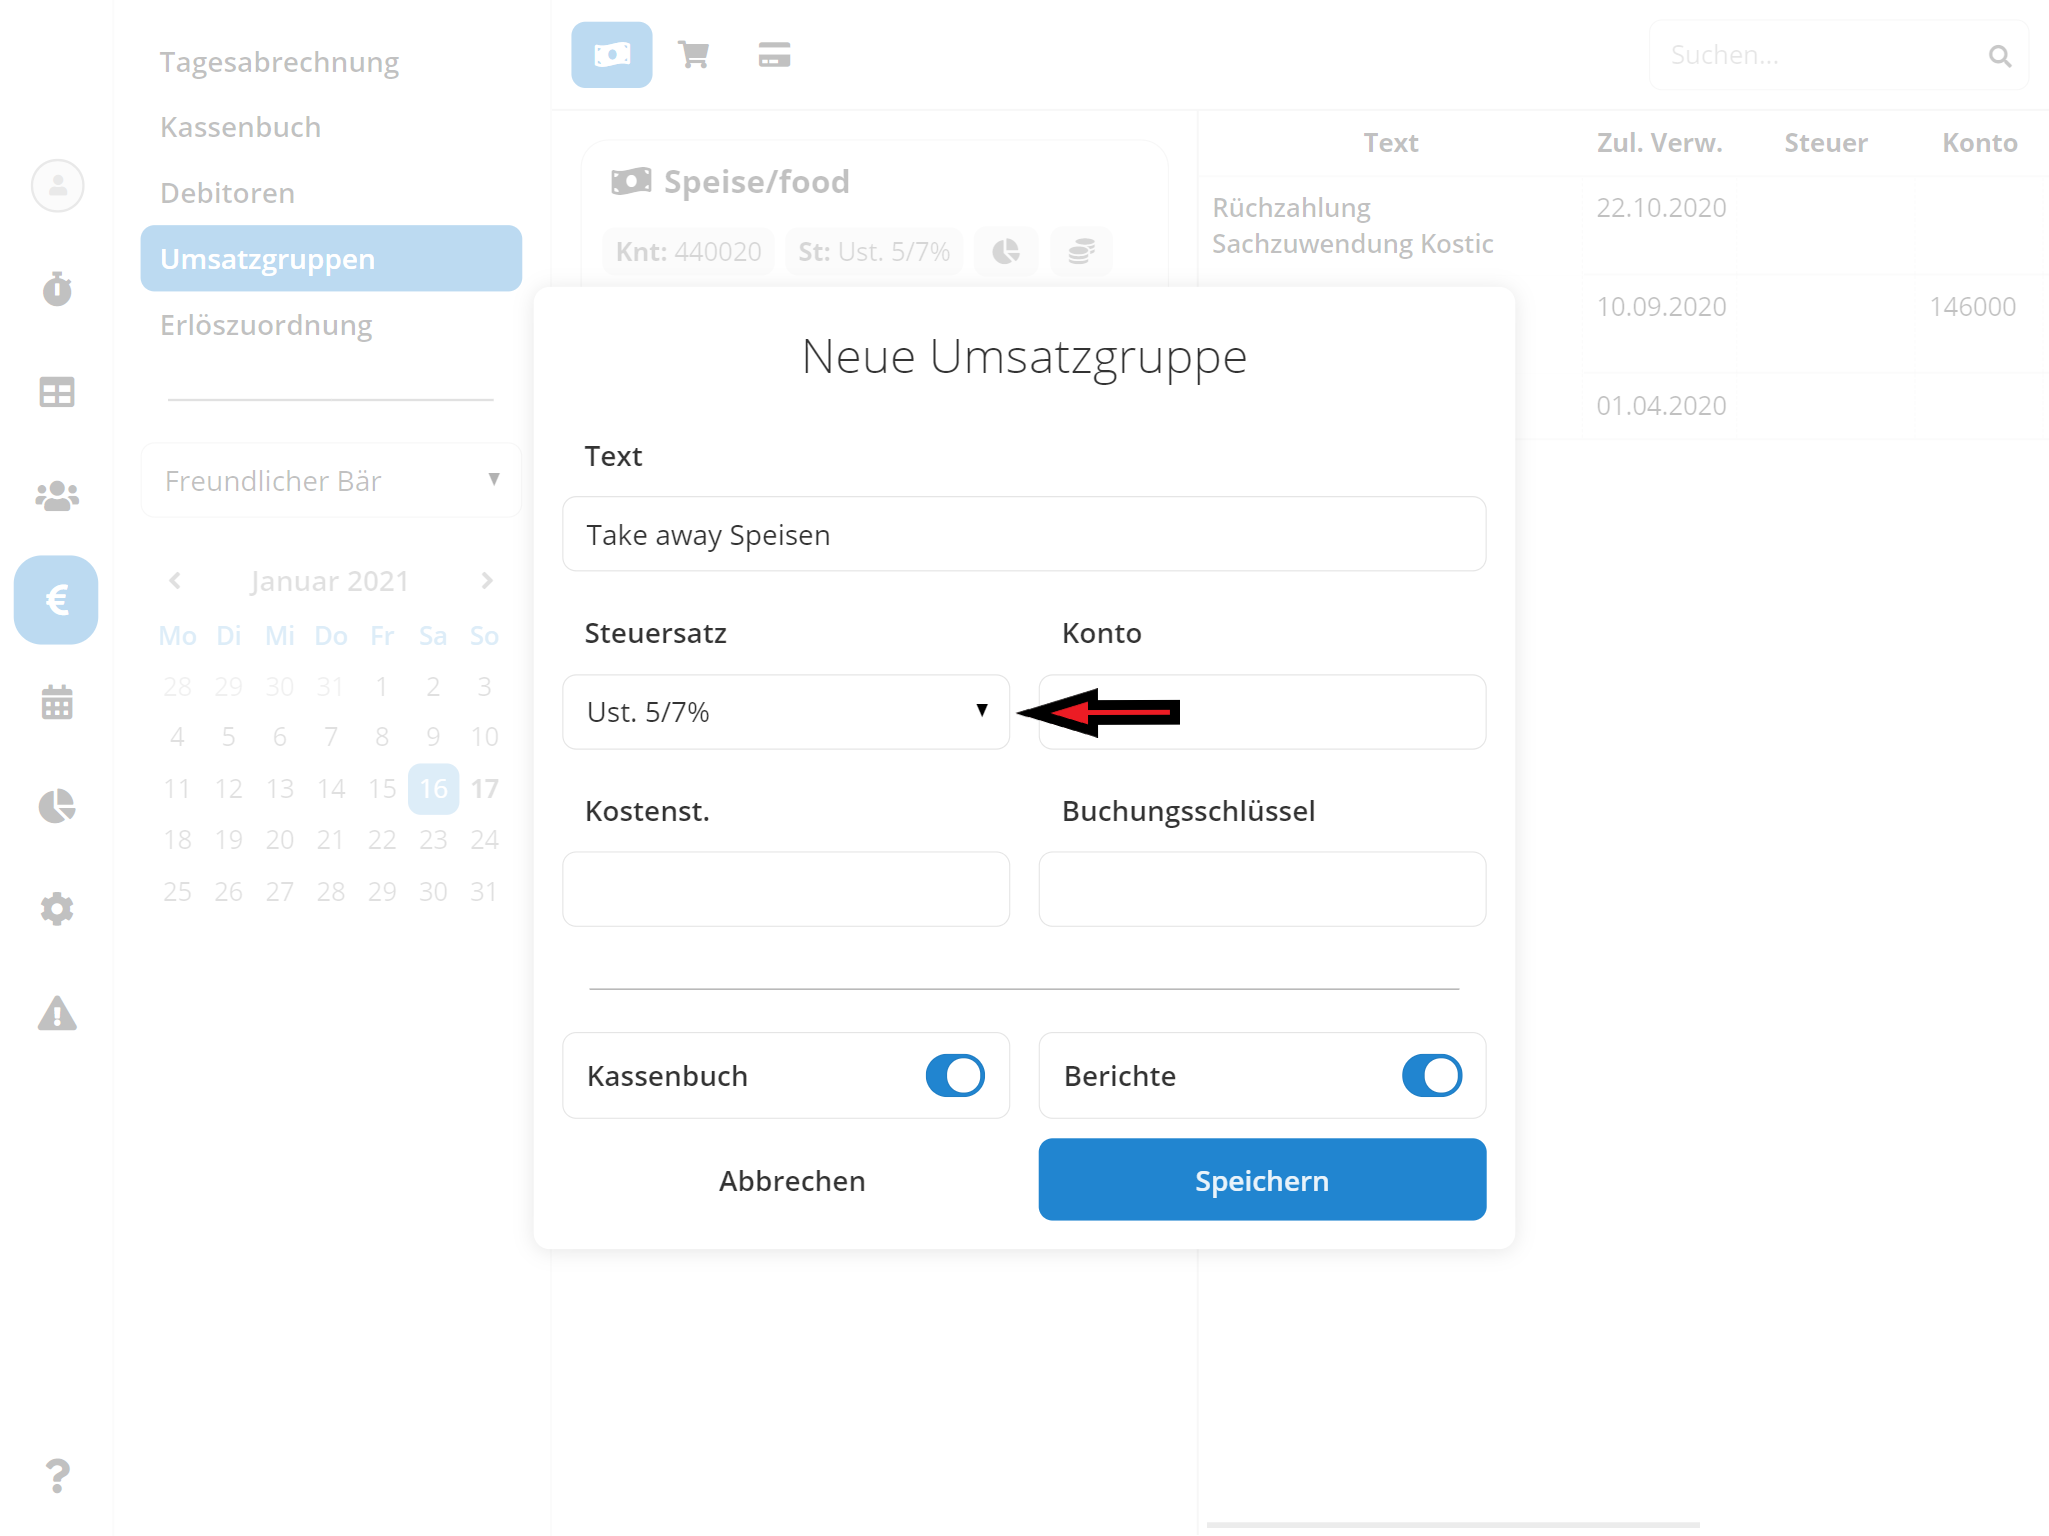 Tagesabrechnung
Kassenbuch
Debitoren
Umsatzgruppen
Erlöszuordnung
Freundlicher Bär
Januar 2021
Mo Di Mi Do Fr Sa So
28 29 30 31 1 2 3
4 5 6 7 8 9 10
11 12 13 14 15 16 17
18 19 20 21 22 23 24
25 26 27 28 29 30 31
€
?
Suchen...
Speise/food
Knt: 440020 St: Ust. 5/7%
Text Zul. Verw. Steuer Konto
Rüchzahlung
Sachzuwendung Kostic
22.10.2020
10.09.2020 146000
01.04.2020
Neue Umsatzgruppe
Text
Take away Speisen
Steuersatz Konto
Ust. 5/7%
Kostenst. Buchungsschlüssel
Kassenbuch Berichte
Abbrechen Speichern